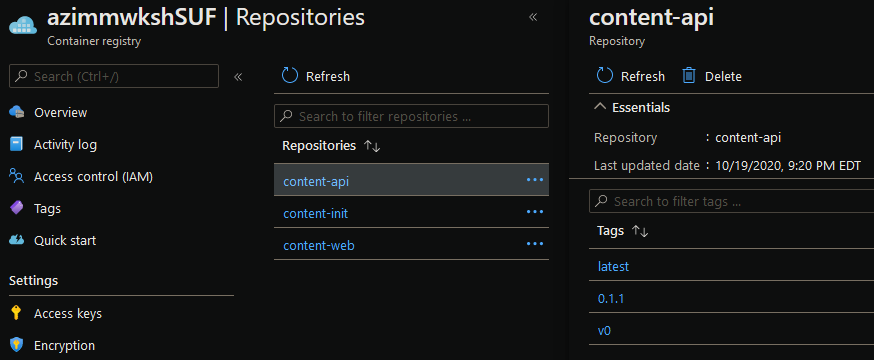 azimmwkshSUF | Repositories
Container registry
Search (Ctrl+/)
Overview
Activity log
Access control (IAM)
Tags
Quick start
Settings
Access keys
Encryption
Refresh
Search to filter repositories ...
Repositories
content-api
content-init
content-web
content-api
Repository
Refresh
Delete
Essentials
Repository : content-api
Last updated date : 10/19/2020, 9:20 PM EDT
Search to filter tags ...
Tags
latest
0.1.1
v0